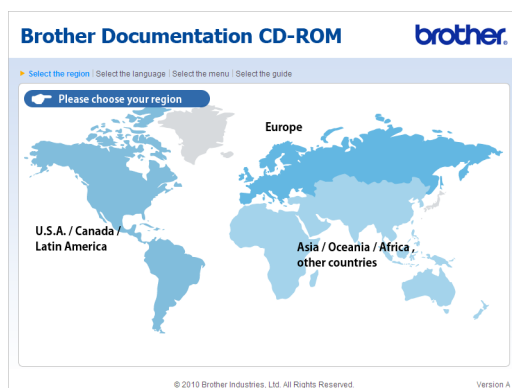 Brother Documentation CD-ROM
brother.
Select the region | Select the language | Select the menu | Select the guide
Please choose your region
Europe
U.S.A. / Canada /
Latin America
Asia / Oceania / Africa ,
other countries
© 2010 Brother Industries, Ltd. All Rights Reserved.
Version A